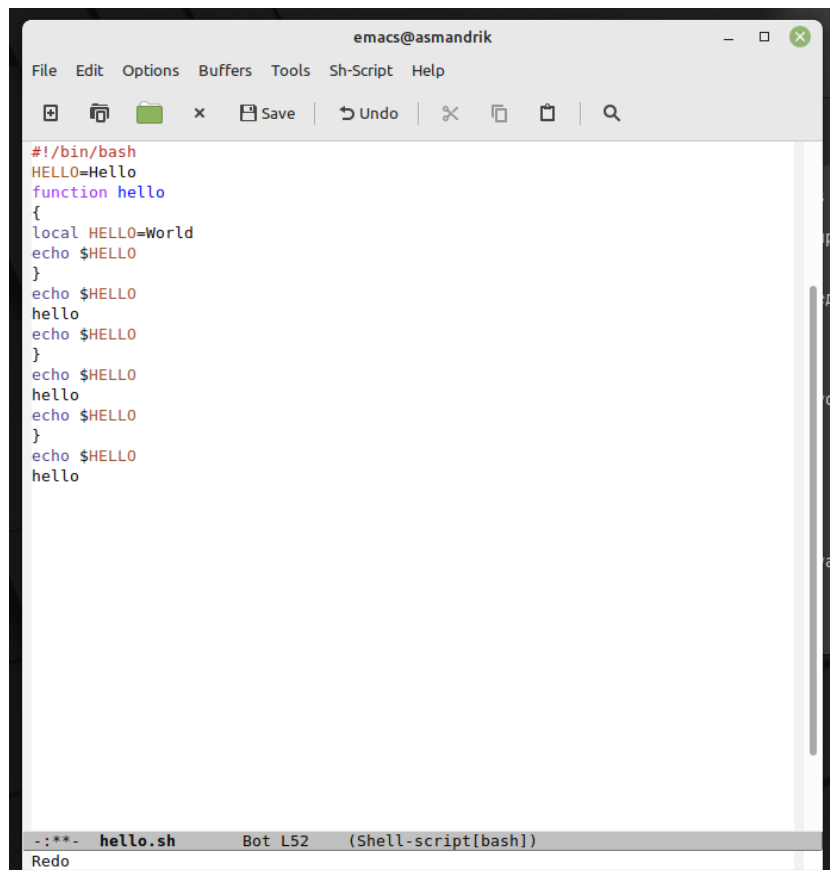 emacs@asmandrik
File Edit Options Buffers Tools Sh-Script Help
Save Undo
#!/bin/bash
HELLO=Hello
function hello
{
local HELLO=World
echo $HELLO
}
echo $HELLO
hello
echo $HELLO
}
echo $HELLO
hello
echo $HELLO
}
echo $HELLO
hello
-:**- hello.sh Bot L52 (Shell-script[bash])
Redo